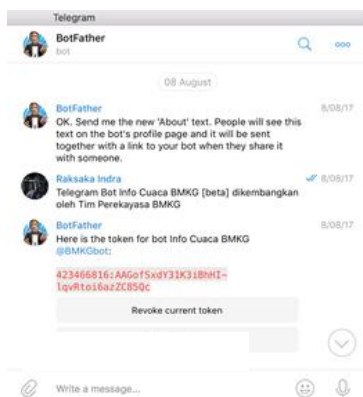 Telegram
BotFather
bot
08 August
BotFather
8/08/17
OK. Send me the new 'About' text. People will see this
text on the bot's profile page and it will be sent
together with a link to your bot when they share it
with someone.
Raksaka Indra
8/08/17
Telegram Bot Info Cuaca BMKG [beta] dikembangkan
oleh Tim Perekayasa BMKG
BotFather
8/08/17
Here is the token for bot Info Cuaca BMKG
@BMKGbot:
423466816:AAGofSxdY31K3iBhHI-
lqvRtoi6azZC85Qc
Revoke current token
Write a message...